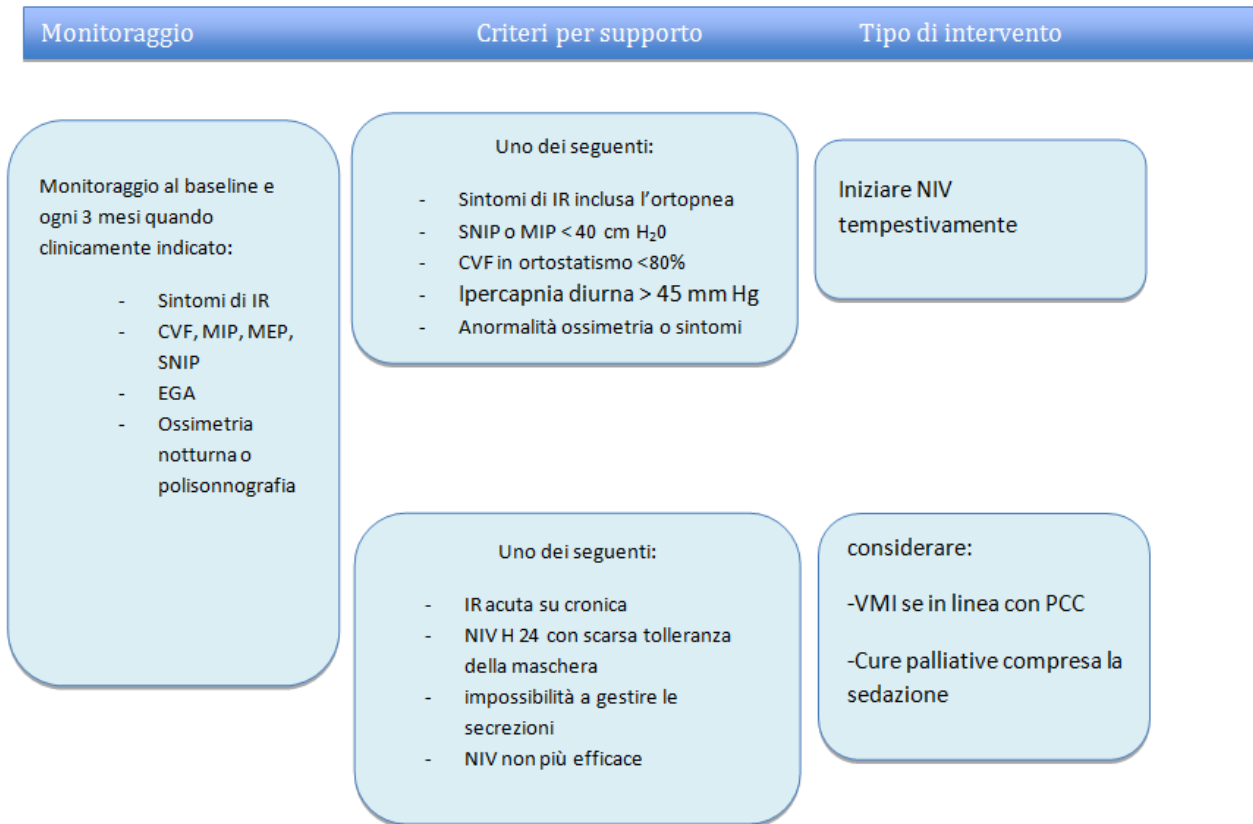 Monitoraggio
Criteri per supporto
Tipo di intervento
Monitoraggio al baseline e
ogni 3 mesi quando
clinicamente indicato:
- Sintomi di IR
- CVF, MIP, MEP,
SNIP
- EGA
- Ossimetria
notturna o
polisonnografia
Uno dei seguenti:
- Sintomi di IR inclusa l'ortopnea
- SNIP o MIP < 40 cm H₂0
- CVF in ortostatismo <80%
- Ipercapnia diurna > 45 mm Hg
- Anormalità ossimetria o sintomi
Iniziare NIV
tempestivamente
Uno dei seguenti:
- IR acuta su cronica
- NIV H 24 con scarsa tolleranza
della maschera
- impossibilità a gestire le
secrezioni
- NIV non più efficace
considerare:
-VMI se in linea con PCC
-Cure palliative compresa la
sedazione